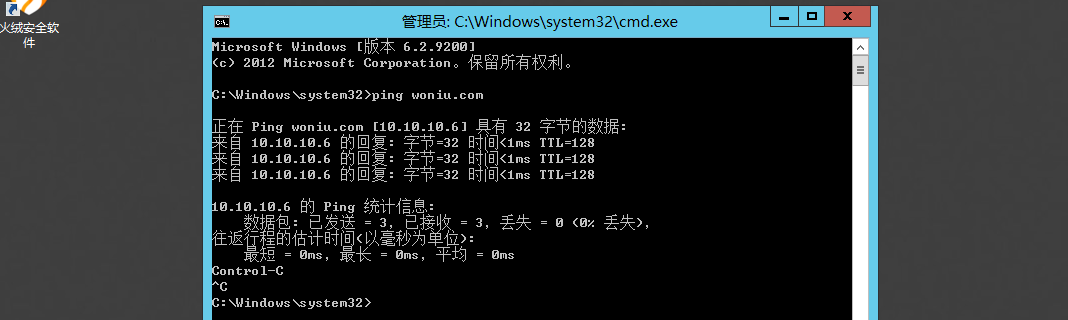 火绒安全软
件
管理员: C:\Windows\system32\cmd.exe
Microsoft Windows [版本 6.2.9200]
(c) 2012 Microsoft Corporation。保留所有权利。
C:\Windows\system32>ping woniu.com
正在 Ping woniu.com [10.10.10.6] 具有 32 字节的数据:
来自 10.10.10.6 的回复: 字节=32 时间<1ms TTL=128
来自 10.10.10.6 的回复: 字节=32 时间<1ms TTL=128
来自 10.10.10.6 的回复: 字节=32 时间<1ms TTL=128
10.10.10.6 的 Ping 统计信息:
数据包: 已发送 = 3，已接收 = 3，丢失 = 0 (0% 丢失)，
往返行程的估计时间(以毫秒为单位):
最短 = 0ms，最长 = 0ms，平均 = 0ms
Control-C
^C
C:\Windows\system32>